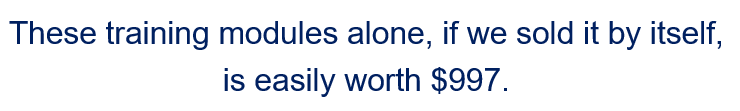 These training modules alone, if we sold it by itself,
is easily worth $997.